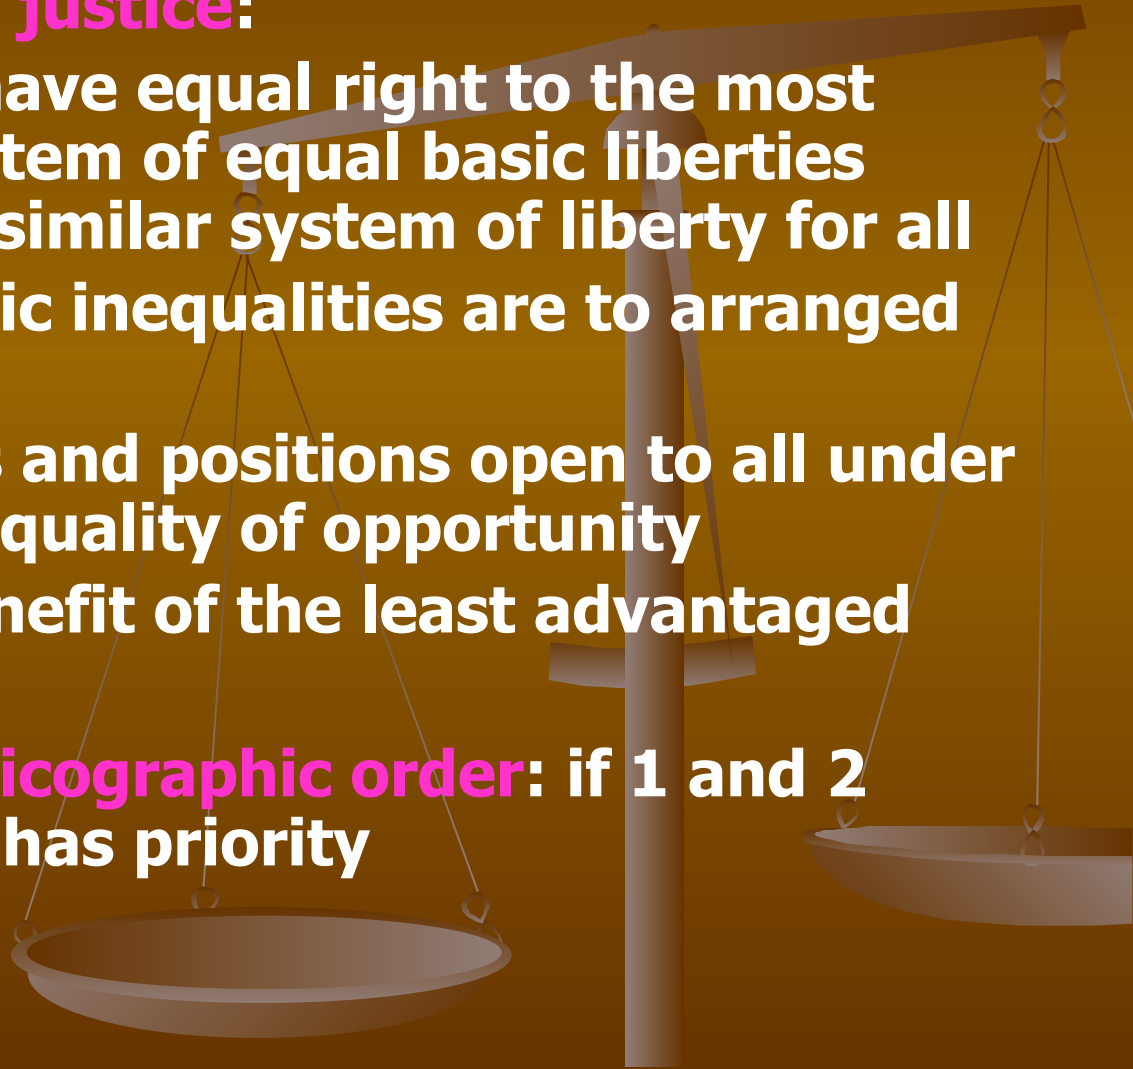 justice:
have equal right to the most
tem of equal basic liberties
similar system of liberty for all
ic inequalities are to arranged
s and positions open to all under
quality of opportunity
nefit of the least advantaged
icographic order: if 1 and 2
has priority